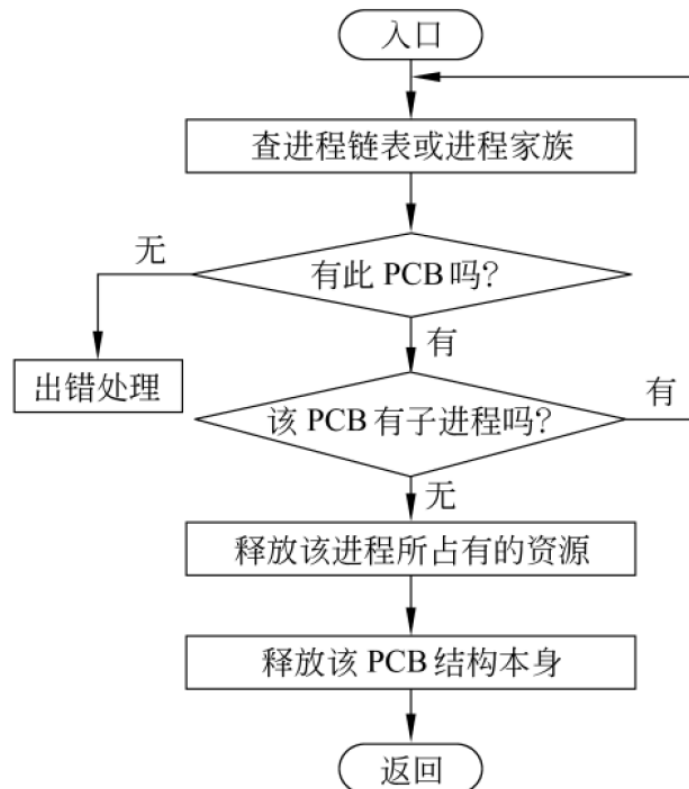 入口
查进程链表或进程家族
无
有此 PCB 吗?
有
出错处理
该 PCB 有子进程吗?
有
无
释放该进程所占有的资源
释放该 PCB 结构本身
返回